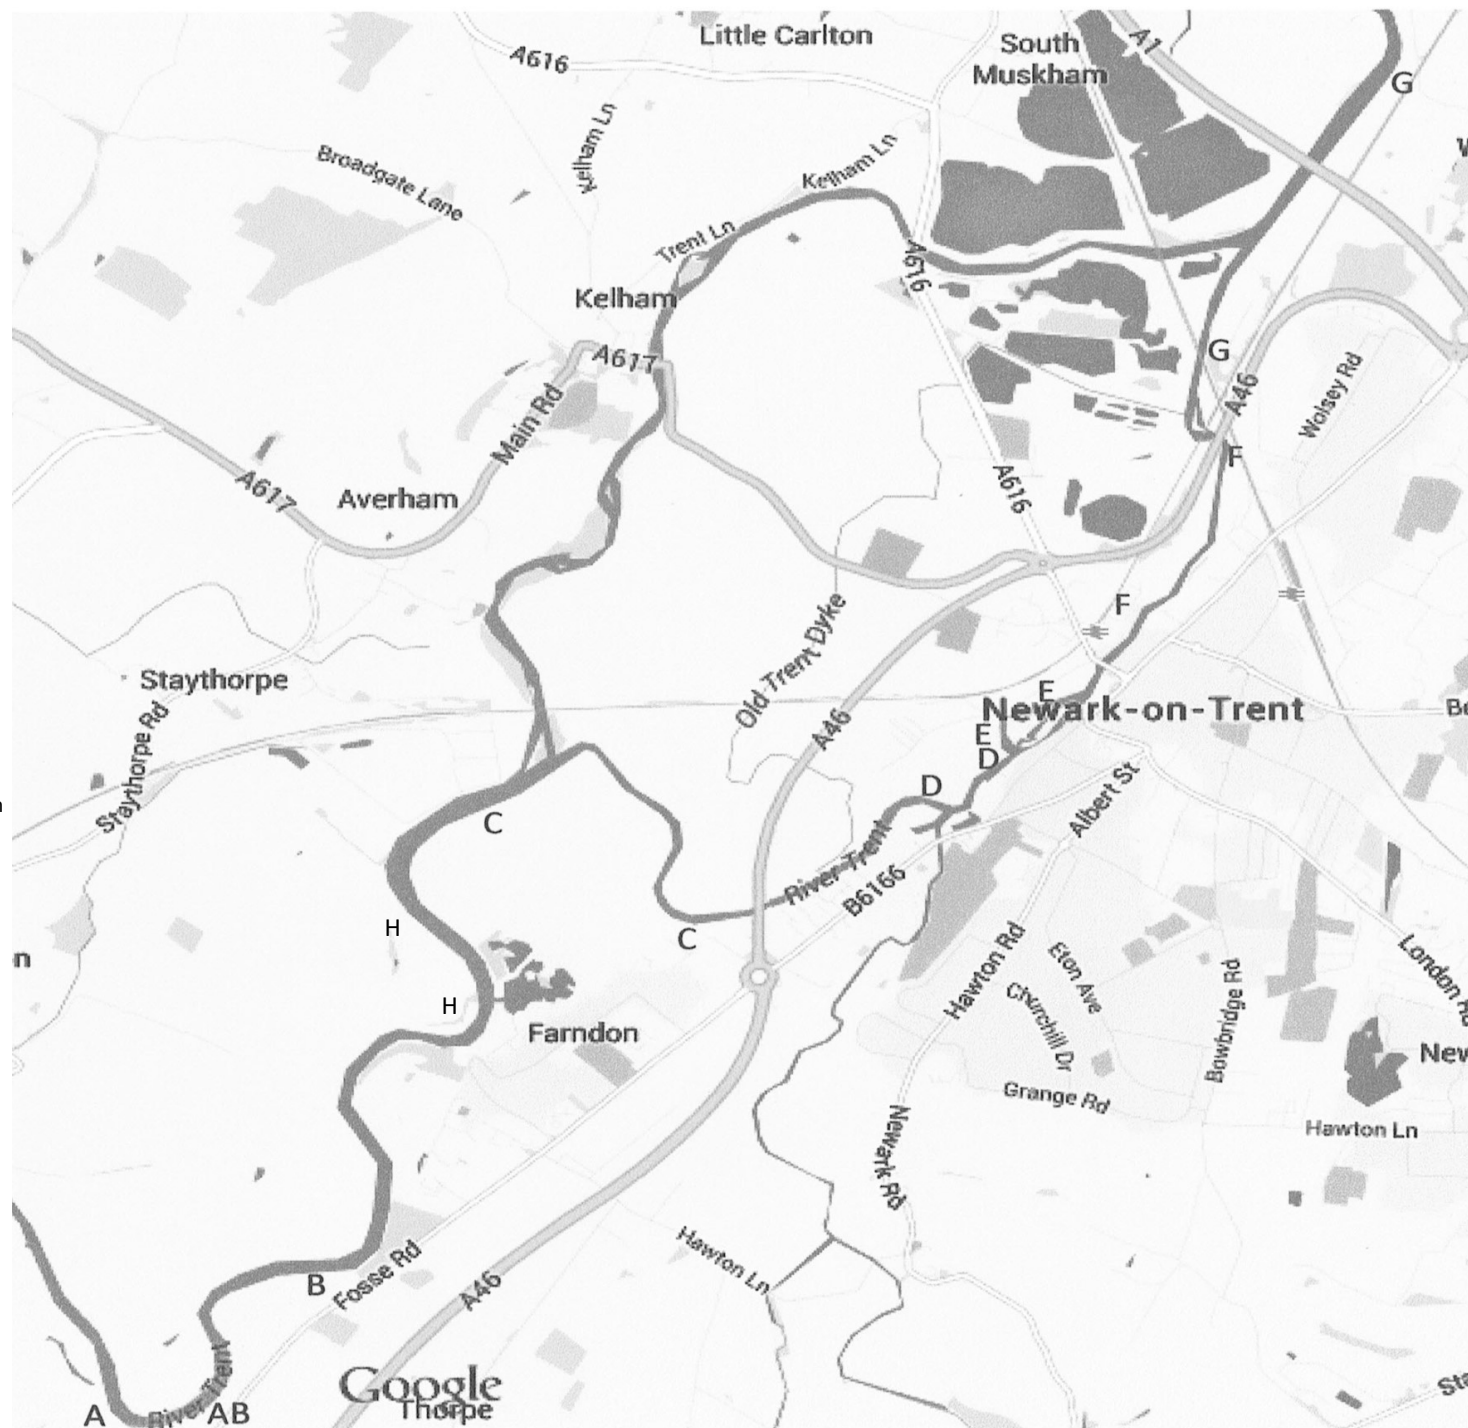 Little Carlton
South
Muskham
A1
A616
G
Kelham Ln
Kelham Ln
Broadgate Lane
Trent Ln
A616
Kelham
A617
G
A46
Wolsey Rd
Main Rd
F
A617
Averham
A616
F
Old Trent Dyke
Staythorpe
E
Newark-on-Trent
Staythorpe Rd
A46
E
D
D
Albert St
C
River Trent
B6166
H
C
Hawton Rd
Eton Ave
London
n
H
Churchill Dr
Bowbridge Rd
Farndon
New
Grange Rd
Newark Rd
Hawton Ln
Hawton Ln
B
Fosse Rd
A46
River Trent
Google
Thorpe
A
AB